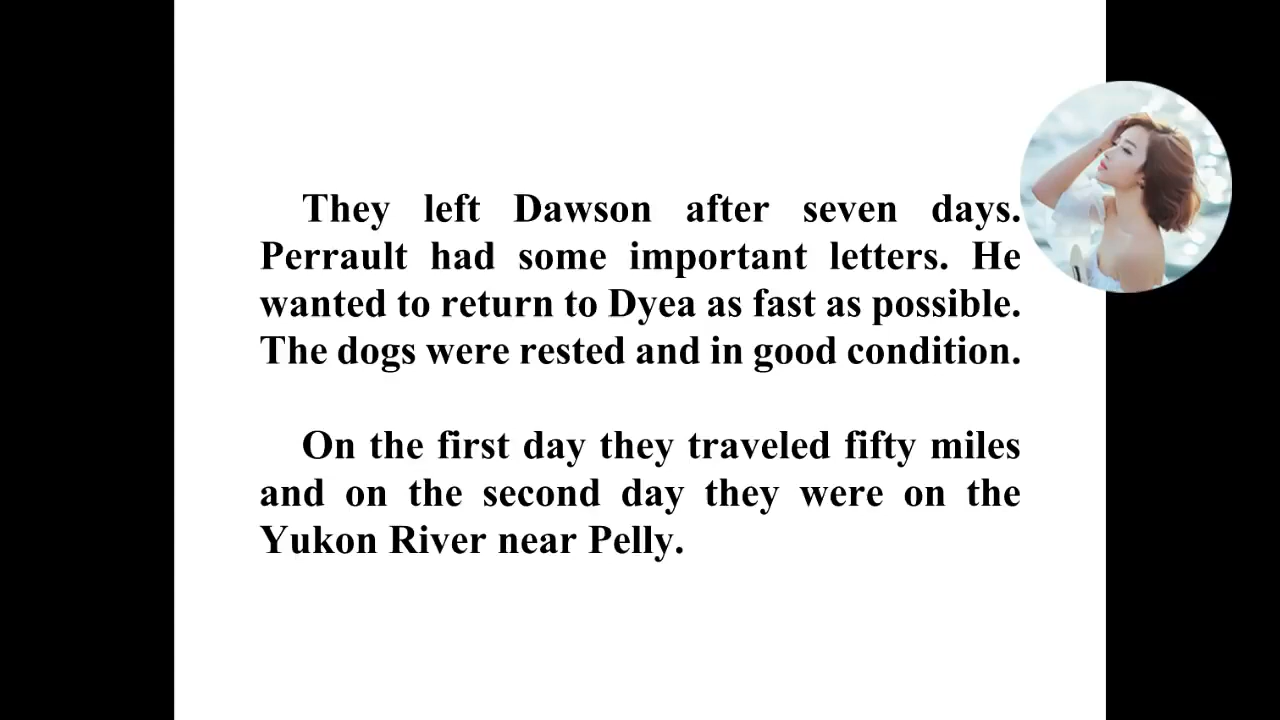 They left Dawson after seven days.
Perrault had some important letters. He
wanted to return to Dyea as fast as possible.
The dogs were rested and in good condition.
On the first day they traveled fifty miles
and on the second day they were on the
Yukon River near Pelly.